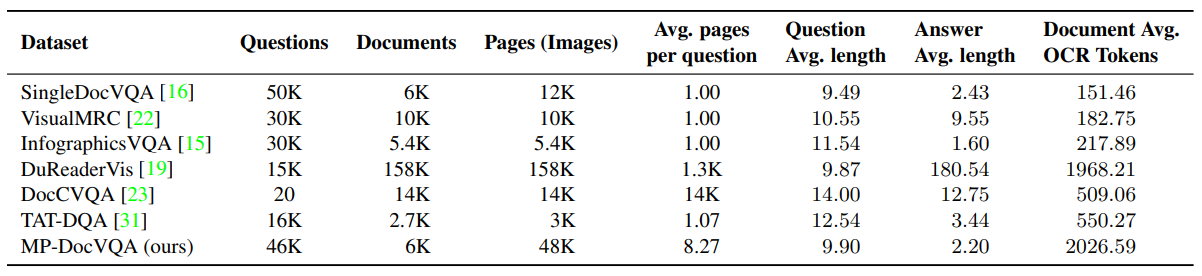 Dataset Questions Documents Pages (Images) Avg. pages per question Question Avg. length Answer Avg. length Document Avg. OCR Tokens
SingleDocVQA [16] 50K 6K 12K 1.00 9.49 2.43 151.46
VisualMRC [22] 30K 10K 10K 1.00 10.55 9.55 182.75
InfographicsVQA [15] 30K 5.4K 5.4K 1.00 11.54 1.60 217.89
DuReaderVis [19] 15K 158K 158K 1.3K 9.87 180.54 1968.21
DocCVQA [23] 20 14K 14K 14K 14.00 12.75 509.06
TAT-DQA [31] 16K 2.7K 3K 1.07 12.54 3.44 550.27
MP-DocVQA (ours) 46K 6K 48K 8.27 9.90 2.20 2026.59